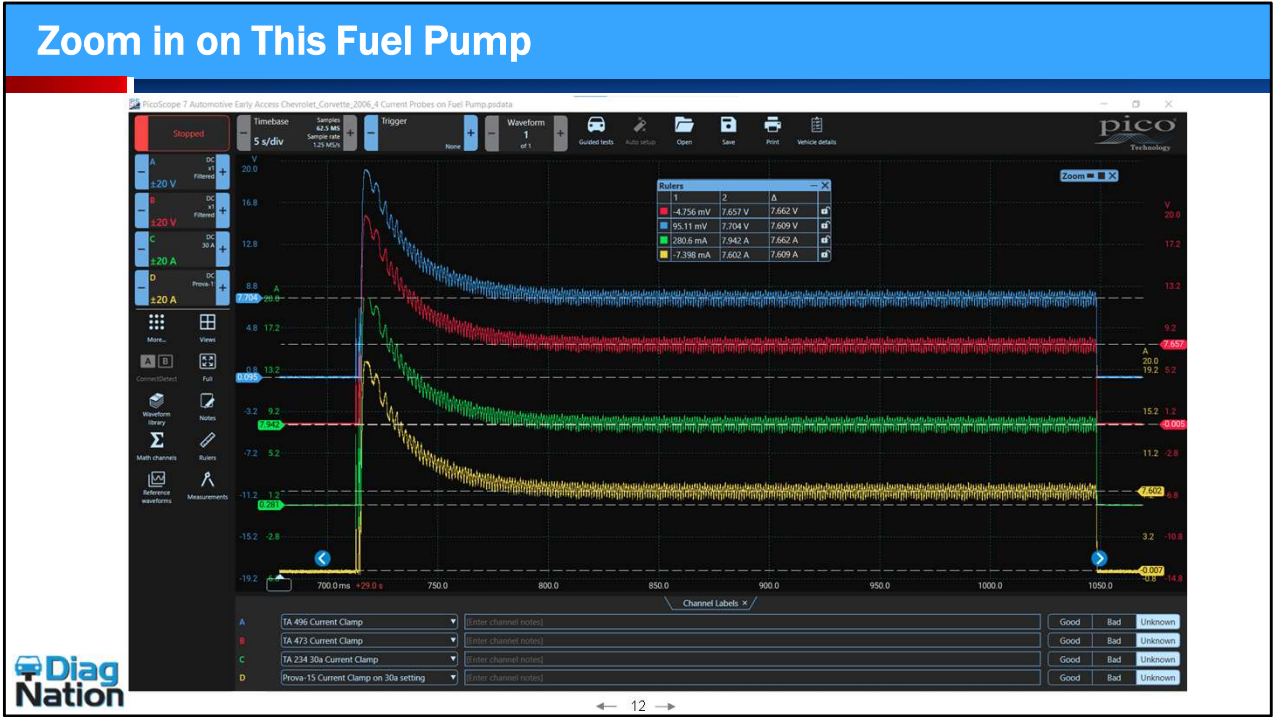 Zoom in on This Fuel Pump
PicoScope 7 Automotive Early Access Chevrolet_Corvette_2006_4 Current Probes on Fuel Pump.psdata
Stopped
Timebase
5 s/div
Samples
62.5 MS
Sample rate
1.25 MS/s
Trigger
None
Waveform
1
of 1
Guided tests
Auto setup
Open
Save
Print
Vehicle details
pico
Technology
A
DC
x1
Filtered
±20 V
B
DC
x1
Filtered
±20 V
C
DC
30 A
±20 A
D
DC
Prova-1:
±20 A
More...
Views
A B
ConnectDetect
Full
Waveform library
Notes
Math channels
Rulers
Reference waveforms
Measurements
Zoom
Rulers
1 2 Δ
-4.756 mV 7.657 V 7.662 V
95.11 mV 7.704 V 7.609 V
280.6 mA 7.942 A 7.662 A
-7.398 mA 7.602 A 7.609 A
V
20.0
16.8
12.8
8.8
4.8
0.8
-3.2
-7.2
-11.2
-15.2
-19.2
A
20.0
17.2
13.2
9.2
5.2
1.2
-2.8
7.704
0.095
7.942
0.281
V
20.0
17.2
13.2
9.2
5.2
1.2
-2.8
-6.8
-10.8
-14.8
A
20.0
19.2
15.2
11.2
3.2
-0.8
7.657
-0.005
7.602
-0.007
700.0 ms +29.0 s 750.0 800.0 850.0 900.0 950.0 1000.0 1050.0
Channel Labels ×
A TA 496 Current Clamp [Enter channel notes] Good Bad Unknown
B TA 473 Current Clamp [Enter channel notes] Good Bad Unknown
C TA 234 30a Current Clamp [Enter channel notes] Good Bad Unknown
D Prova-15 Current Clamp on 30a setting [Enter channel notes] Good Bad Unknown
Diag
Nation
12